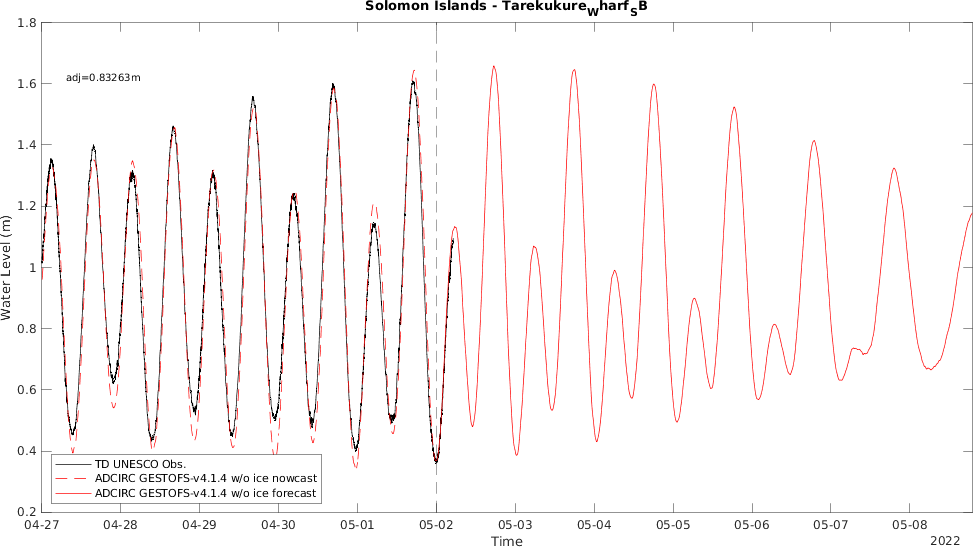 Solomon Islands - TarekukureWharfSB
1.8
1.6
1.4
1.2
1
0.8
0.6
0.4
0.2
Water Level (m)
adj=0.83263m
TD UNESCO Obs.
ADCIRC GESTOFS-v4.1.4 w/o ice nowcast
ADCIRC GESTOFS-v4.1.4 w/o ice forecast
04-27 04-28 04-29 04-30 05-01 05-02 05-03 05-04 05-05 05-06 05-07 05-08
Time
2022